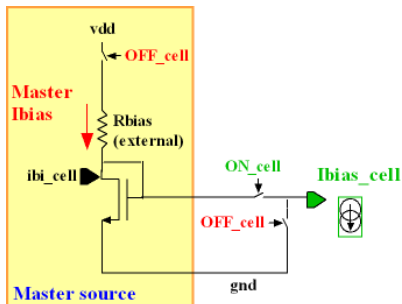 vdd
OFF_cell
Master
Ibias
Rbias
(external)
ibi_cell
ON_cell
Ibias_cell
OFF_cell
gnd
Master source